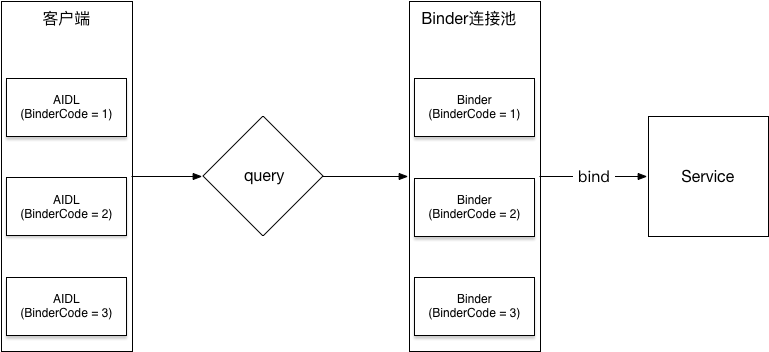 客户端
AIDL
(BinderCode = 1)
AIDL
(BinderCode = 2)
AIDL
(BinderCode = 3)
query
Binder连接池
Binder
(BinderCode = 1)
Binder
(BinderCode = 2)
Binder
(BinderCode = 3)
bind
Service